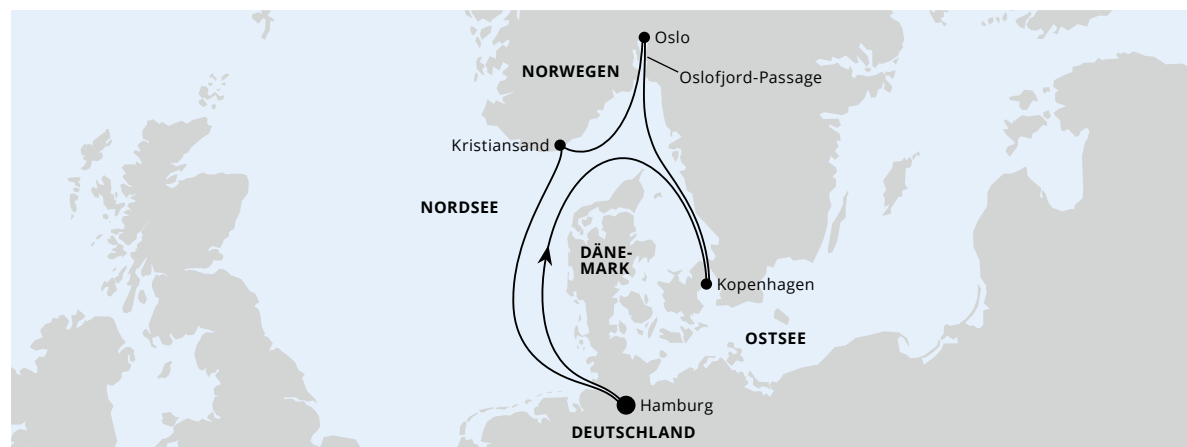 Oslo
NORWEGEN
Oslofjord-Passage
Kristiansand
NORDSEE
DÄNE-
MARK
Kopenhagen
OSTSEE
Hamburg
DEUTSCHLAND